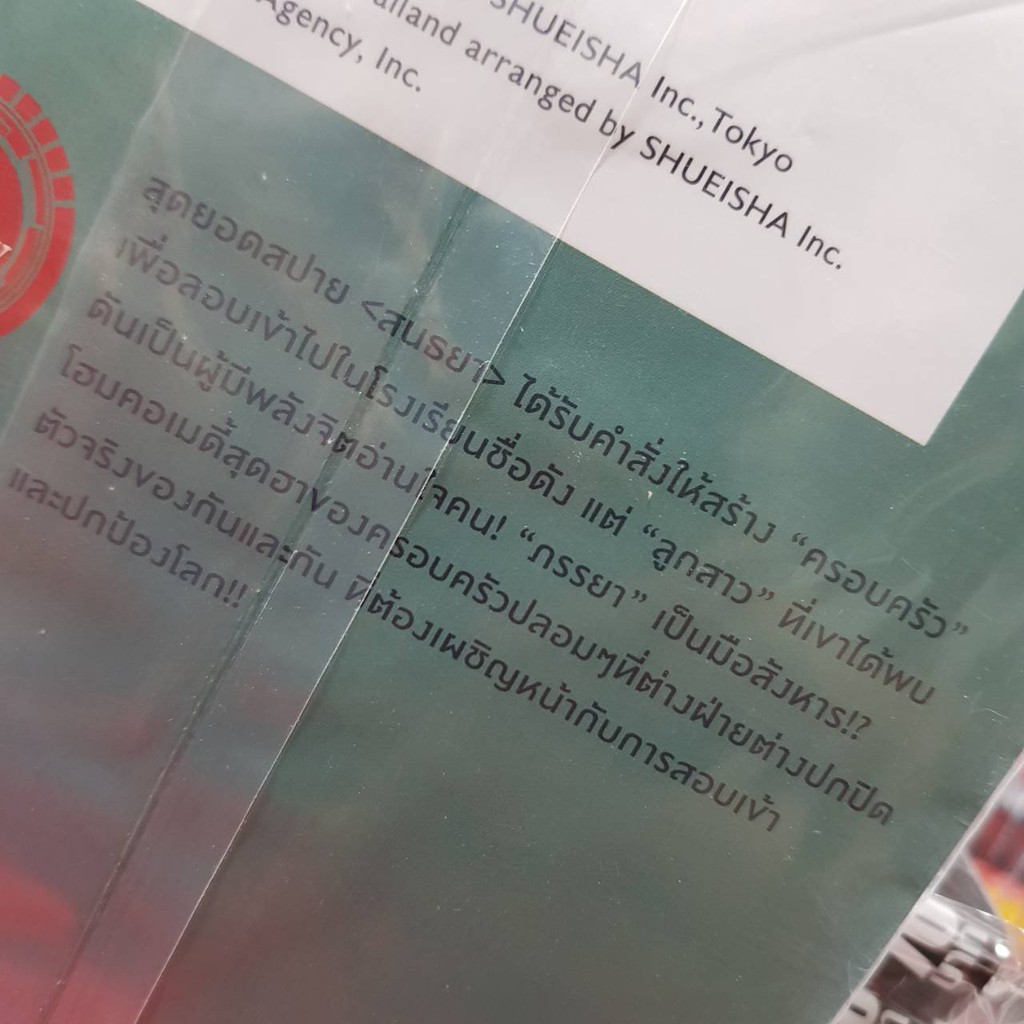 SHUEISHA Inc., Tokyo
arranged by SHUEISHA Inc.
Agency, Inc.
สุดยอดสปาย <สนธยา> ได้รับคำสั่งให้สร้าง “ครอบครัว”
เพื่อลอบเข้าไปในโรงเรียนชื่อดัง แต่ “ลูกสาว” ที่เขาได้พบ
ดันเป็นผู้มีพลังจิตอ่านใจคน! “ภรรยา” เป็นมือสังหาร!?
โฮมคอเมดี้สุดฮาของครอบครัวปลอมๆที่ต่างฝ่ายต่างปกปิด
ตัวจริงของกันและกัน ที่ต้องเผชิญหน้ากับการสอบเข้า
และปกป้องโลก!!